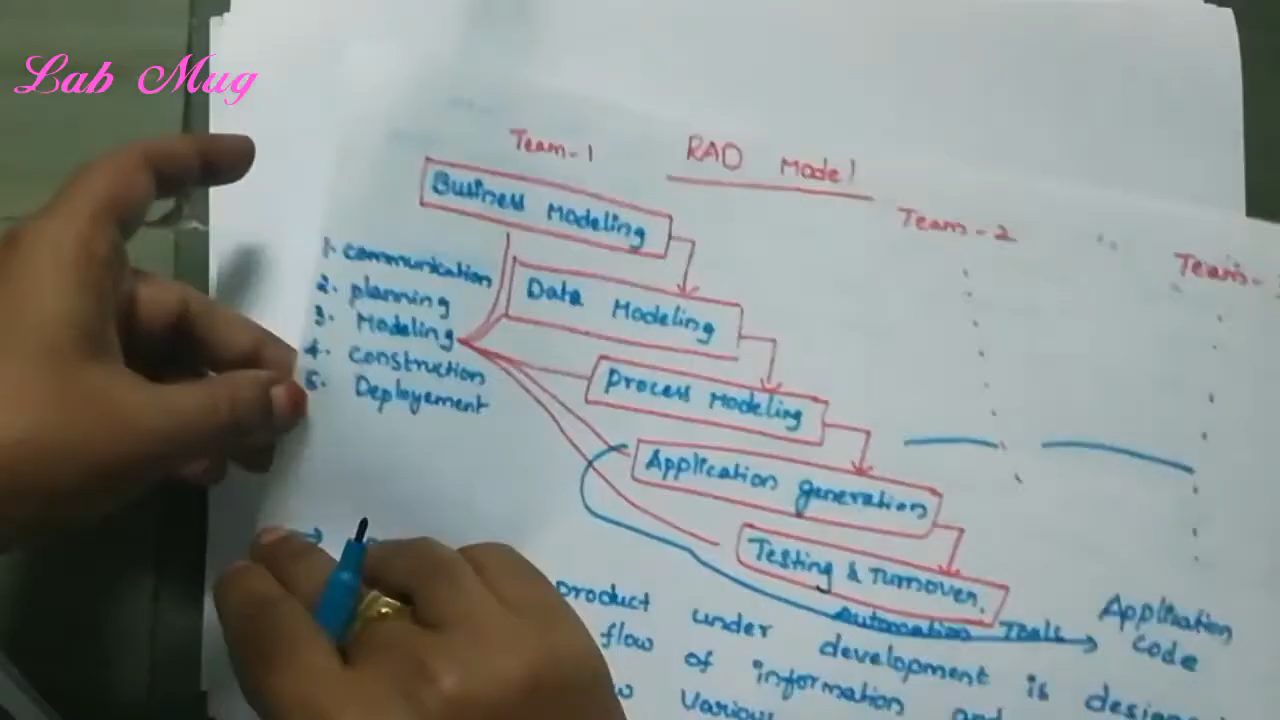 Lab Mug
Team-1 RAD Model
Team-2
Team-
Business Modeling
Data Modeling
Process Modeling
Application generation
Testing & Turnover.
1. communication
2. planning
3. Modeling
4. construction
5. Deployement
Automation Tools
Application
code
product under development is designe
flow of information and
various